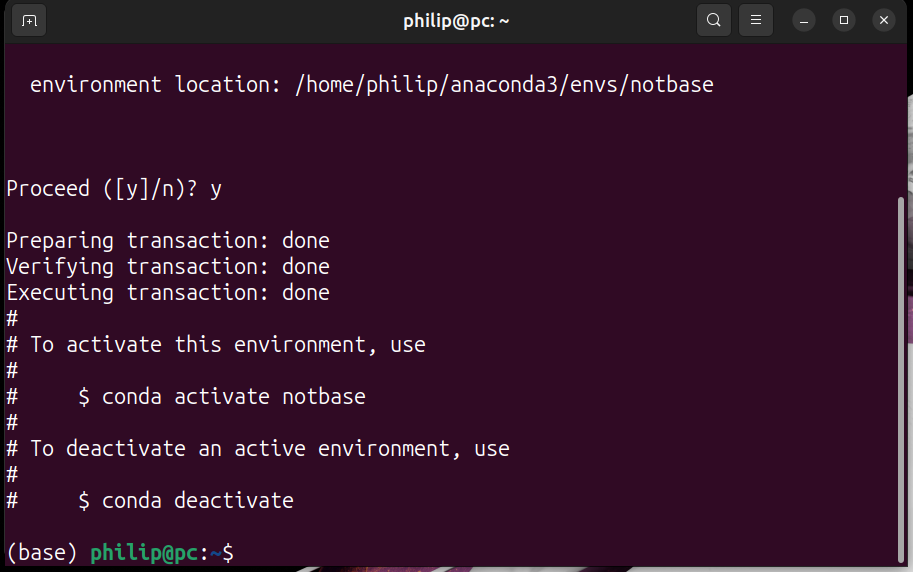 philip@pc: ~
environment location: /home/philip/anaconda3/envs/notbase
Proceed ([y]/n)? y
Preparing transaction: done
Verifying transaction: done
Executing transaction: done
#
# To activate this environment, use
#
#     $ conda activate notbase
#
# To deactivate an active environment, use
#
#     $ conda deactivate
(base) philip@pc:~$